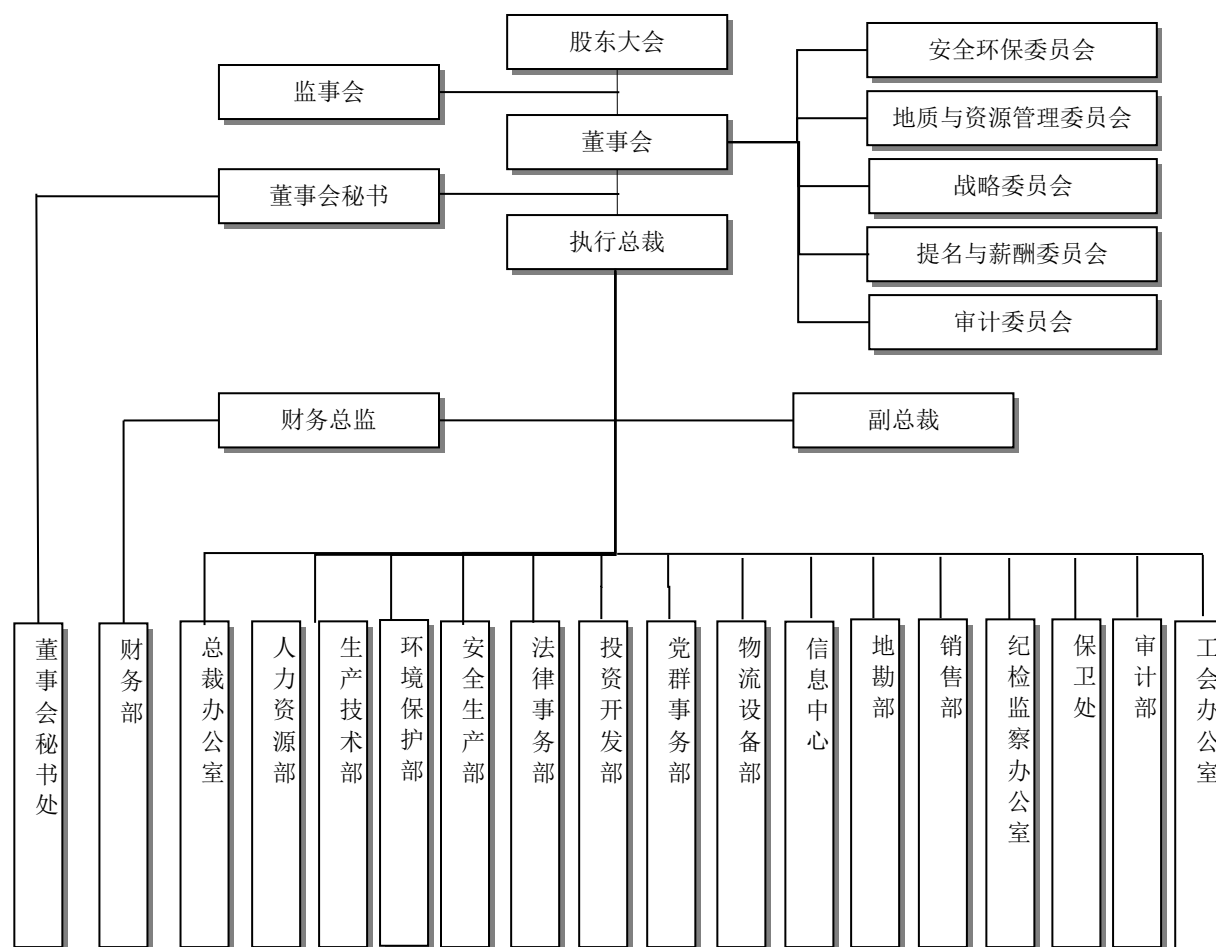 股东大会
监事会
董事会
董事会秘书
执行总裁
安全环保委员会
地质与资源管理委员会
战略委员会
提名与薪酬委员会
审计委员会
财务总监
副总裁
董事会秘书处
财务部
总裁办公室
人力资源部
生产技术部
环境保护部
安全生产部
法律事务部
投资开发部
党群事务部
物流设备部
信息中心
地勘部
销售部
纪检监察办公室
保卫处
审计部
工会办公室